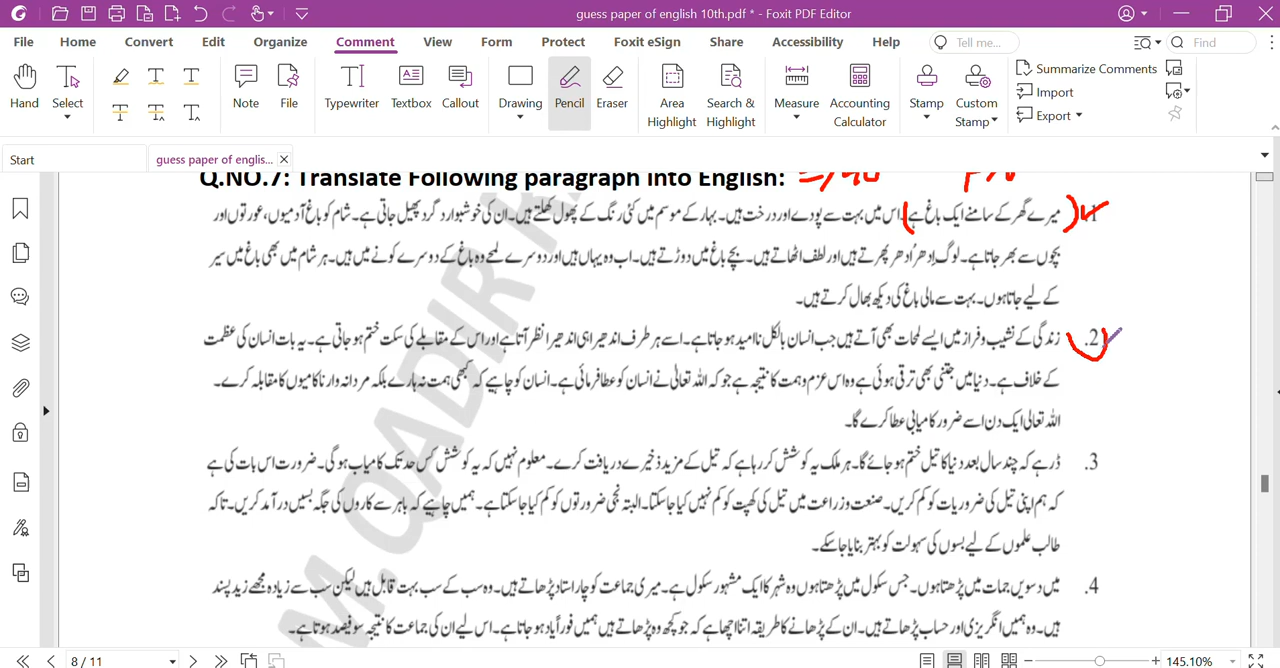 guess paper of english 10th.pdf * - Foxit PDF Editor
File Home Convert Edit Organize Comment View Form Protect Foxit eSign Share Accessibility Help Tell me... Find
Hand Select Note File Typewriter Textbox Callout Drawing Pencil Eraser Area Highlight Search & Highlight Measure Accounting Calculator Stamp Custom Stamp Summarize Comments Import Export
Start guess paper of englis...
Q.NO.7: Translate Following paragraph into English:
1. میرے گھر کے سامنے ایک باغ ہے۔ اس میں بہت سے پودے اور درخت ہیں۔ بہار کے موسم میں کئی رنگ کے پھول کھلتے ہیں۔ ان کی خوشبو ارد گرد پھیل جاتی ہے۔ شام کو باغ آدمیوں، عورتوں اور
بچوں سے بھر جاتا ہے۔ لوگ اِدھر اُدھر پھرتے ہیں اور لطف اٹھاتے ہیں۔ بچے باغ میں دوڑتے ہیں۔ اب وہ یہاں ہیں اور دوسرے لمحے وہ باغ کے دوسرے کونے میں ہیں۔ ہر شام میں بھی باغ میں سیر
کے لیے جاتا ہوں۔ بہت سے مالی باغ کی دیکھ بھال کرتے ہیں۔
2. زندگی کے نشیب و فراز میں ایسے لمحات بھی آتے ہیں جب انسان بالکل ناامید ہو جاتا ہے۔ اسے ہر طرف اندھیرا ہی اندھیرا نظر آتا ہے اور اس کے مقابلے کی سکت ختم ہو جاتی ہے۔ یہ بات انسان کی عظمت
کے خلاف ہے۔ دنیا میں جتنی بھی ترقی ہوئی ہے وہ اس عزم و ہمت کا نتیجہ ہے جو کہ اللہ تعالیٰ نے انسان کو عطا فرمائی ہے۔ انسان کو چاہیے کہ کبھی ہمت نہ ہارے بلکہ مردانہ وار ناکامیوں کا مقابلہ کرے۔
اللہ تعالی ایک دن اسے ضرور کامیابی عطا کرے گا۔
3. ڈر ہے کہ چند سال بعد دنیا کا تیل ختم ہو جائے گا۔ ہر ملک یہ کوشش کر رہا ہے کہ تیل کے مزید ذخیرے دریافت کرے۔ معلوم نہیں کہ یہ کوشش کس حد تک کامیاب ہوگی۔ ضرورت اس بات کی ہے
کہ ہم اپنی تیل کی ضروریات کو کم کریں۔ صنعت و زراعت میں تیل کی کھپت کو کم نہیں کیا جا سکتا۔ البتہ نجی ضرورتوں کو کم کیا جا سکتا ہے۔ ہمیں چاہیے کہ باہر سے کاروں کی جگہ بسیں درآمد کریں۔ تاکہ
طالب علموں کے لیے بسوں کی سہولت کو بہتر بنایا جا سکے۔
4. میں دسویں جمات میں پڑھتا ہوں۔ جس سکول میں پڑھتا ہوں وہ شہر کا ایک مشہور سکول ہے۔ میری جماعت کو چار استاد پڑھاتے ہیں۔ وہ سب کے سب بہت قابل ہیں لیکن سب سے زیادہ مجھے زید پسند
ہیں۔ وہ ہمیں انگریزی اور حساب پڑھاتے ہیں۔ ان کے پڑھانے کا طریقہ اتنا اچھا ہے کہ جو کچھ وہ پڑھاتے ہیں ہمیں فوراً یاد ہو جاتا ہے۔ اس لیے ان کی جماعت کا نتیجہ سو فیصد ہوتا ہے۔
M.QADIR
8 / 11 145.10%